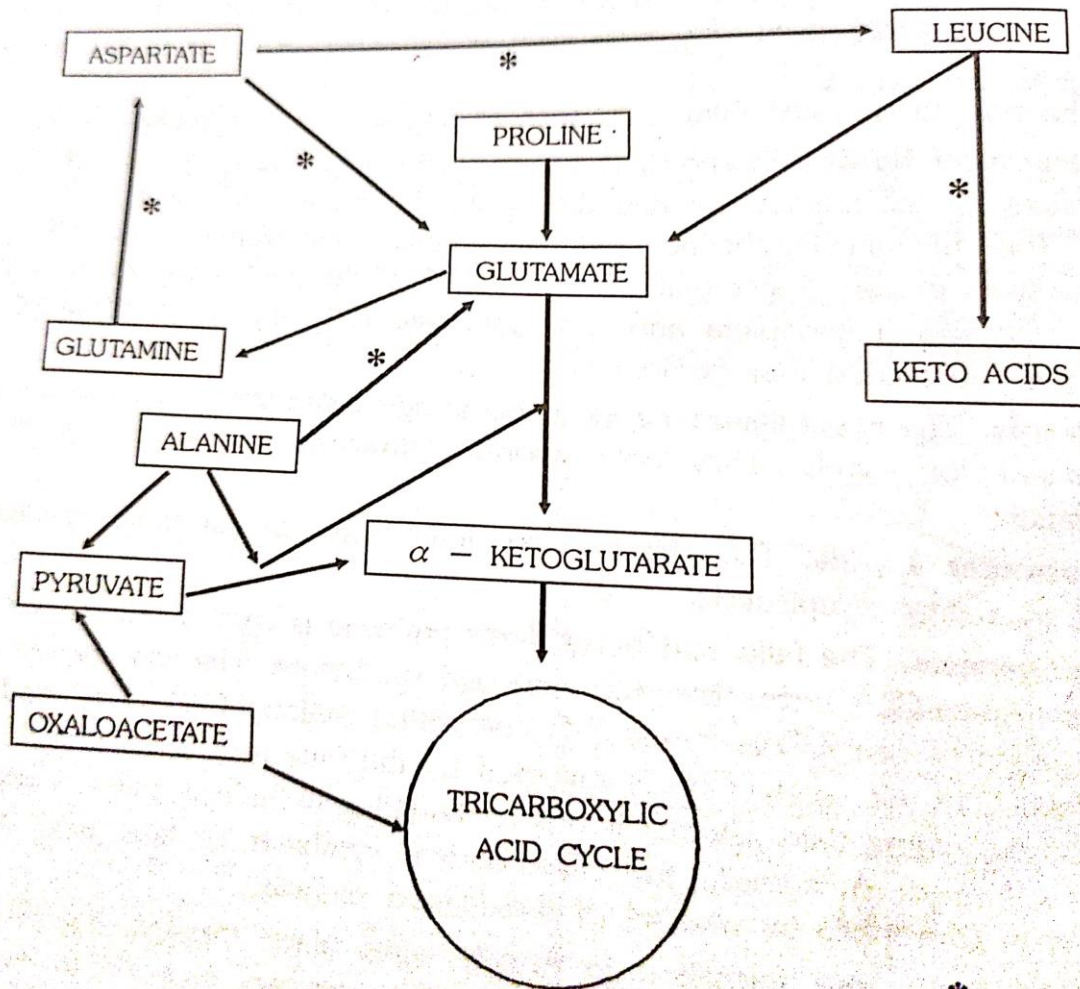 ASPARTATE
*
LEUCINE
PROLINE
*
*
*
GLUTAMATE
GLUTAMINE
*
KETO ACIDS
ALANINE
PYRUVATE
α – KETOGLUTARATE
OXALOACETATE
TRICARBOXYLIC
ACID CYCLE
*